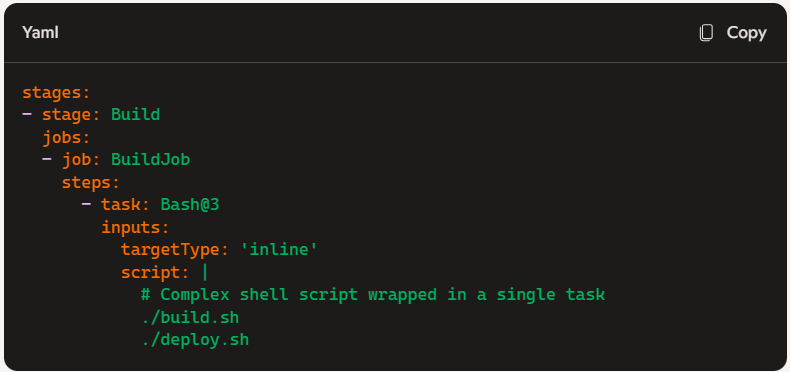 Yaml
Copy
stages:
- stage: Build
  jobs:
  - job: BuildJob
    steps:
      - task: Bash@3
        inputs:
          targetType: 'inline'
          script: |
            # Complex shell script wrapped in a single task
            ./build.sh
            ./deploy.sh